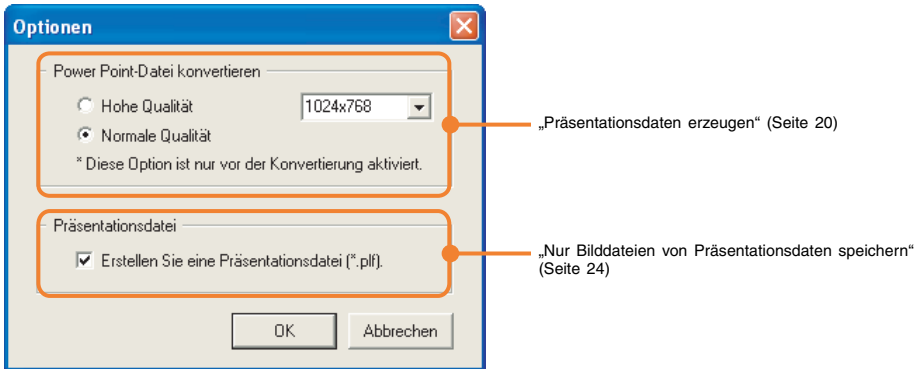 Optionen
Power Point-Datei konvertieren
Hohe Qualität
1024x768
Normale Qualität
* Diese Option ist nur vor der Konvertierung aktiviert.
„Präsentationsdaten erzeugen“ (Seite 20)
Präsentationsdatei
Erstellen Sie eine Präsentationsdatei (*.plf).
„Nur Bilddateien von Präsentationsdaten speichern“
(Seite 24)
OK
Abbrechen